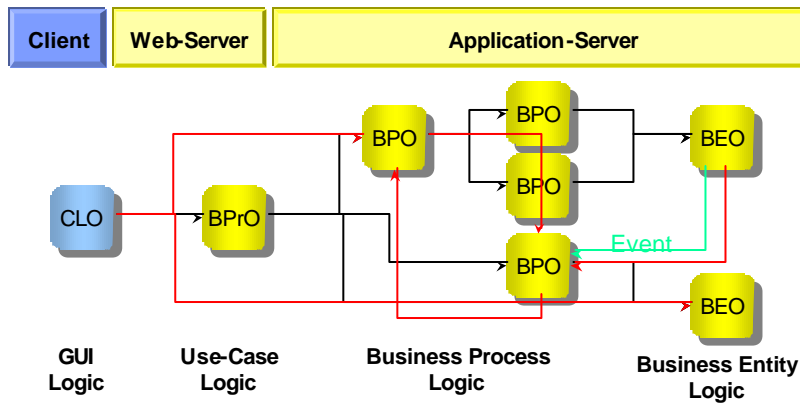 Client
Web-Server
Application-Server
BPO
BPO
BEO
BPO
CLO
BPrO
Event
BPO
BEO
GUI
Logic
Use-Case
Logic
Business Process
Logic
Business Entity
Logic